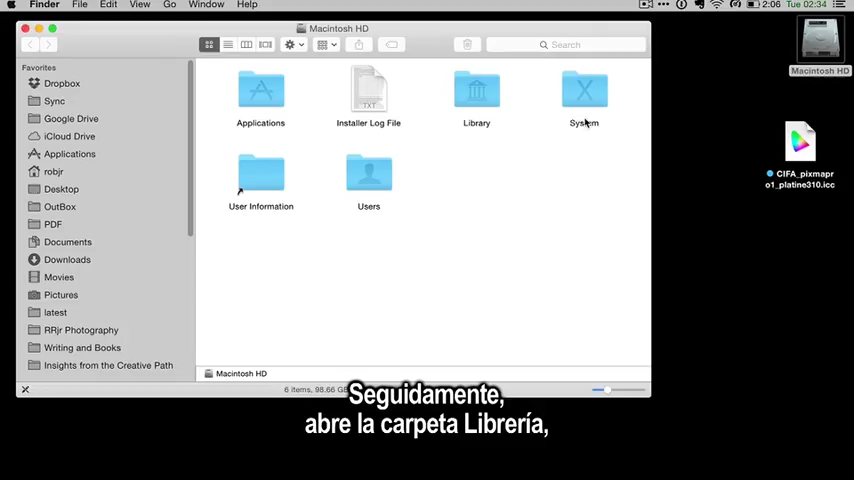 Finder File Edit View Go Window Help
2:06 Tue 02:34
Macintosh HD
Search
Favorites
Dropbox
Sync
Google Drive
iCloud Drive
Applications
robjr
Desktop
OutBox
PDF
Documents
Downloads
Movies
Pictures
latest
RRjr Photography
Writing and Books
Insights from the Creative Path
Applications
TXT
Installer Log File
Library
System
User Information
Users
Macintosh HD
6 items, 98.66
Macintosh HD
CIFA_pixmapr
o1_platine310.icc
Seguidamente,
abre la carpeta Librería,